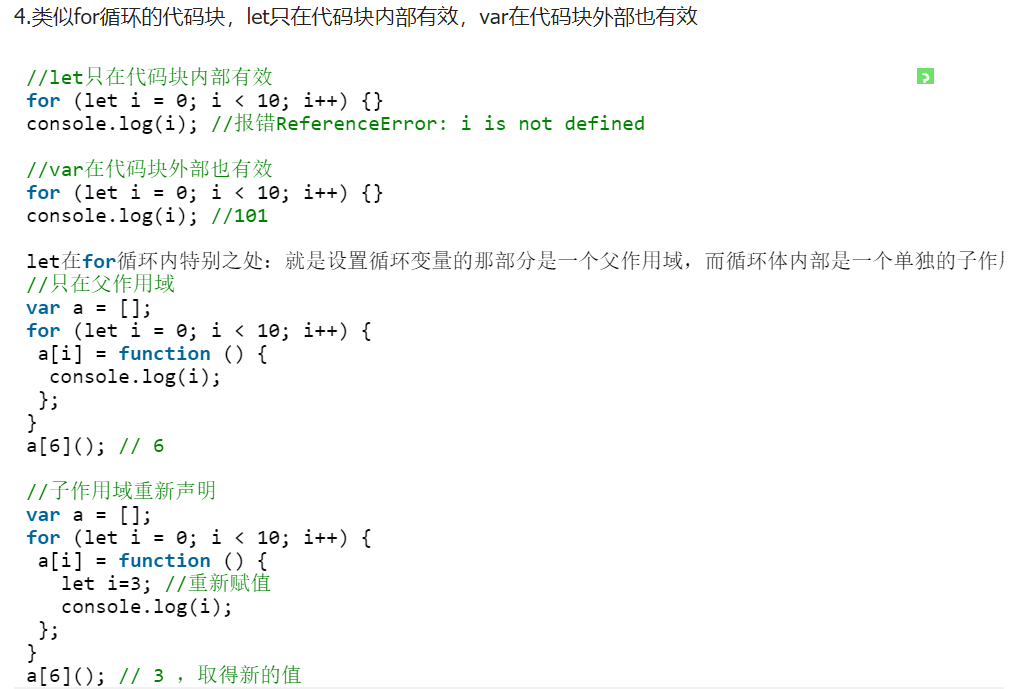 4.类似for循环的代码块，let只在代码块内部有效，var在代码块外部也有效
//let只在代码块内部有效
for (let i = 0; i < 10; i++) {}
console.log(i); //报错ReferenceError: i is not defined
//var在代码块外部也有效
for (let i = 0; i < 10; i++) {}
console.log(i); //101
let在for循环内特别之处：就是设置循环变量的那部分是一个父作用域，而循环体内部是一个单独的子作
//只在父作用域
var a = [];
for (let i = 0; i < 10; i++) {
a[i] = function () {
console.log(i);
};
}
a[6](); // 6
//子作用域重新声明
var a = [];
for (let i = 0; i < 10; i++) {
a[i] = function () {
let i=3; //重新赋值
console.log(i);
};
}
a[6](); // 3 ，取得新的值